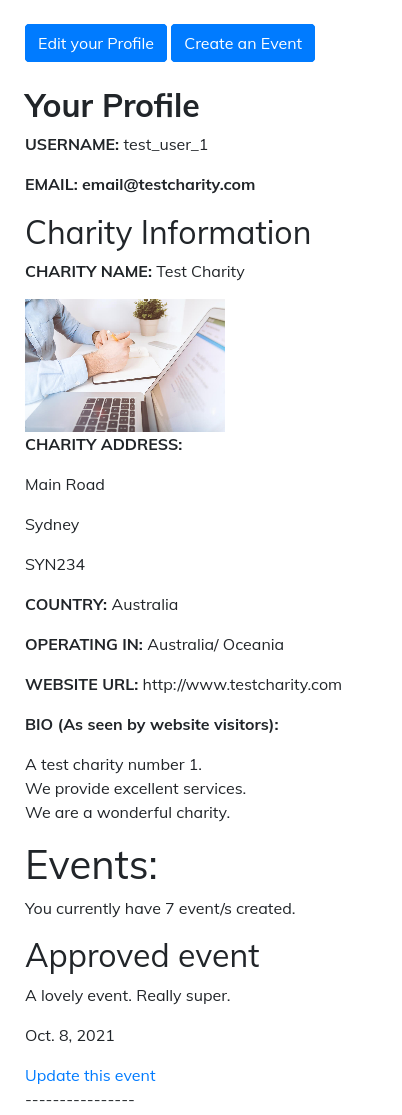 Edit your Profile Create an Event
Your Profile
USERNAME: test_user_1
EMAIL: email@testcharity.com
Charity Information
CHARITY NAME: Test Charity
CHARITY ADDRESS:
Main Road
Sydney
SYN234
COUNTRY: Australia
OPERATING IN: Australia/ Oceania
WEBSITE URL: http://www.testcharity.com
BIO (As seen by website visitors):
A test charity number 1.
We provide excellent services.
We are a wonderful charity.
Events:
You currently have 7 event/s created.
Approved event
A lovely event. Really super.
Oct. 8, 2021
Update this event
----------------